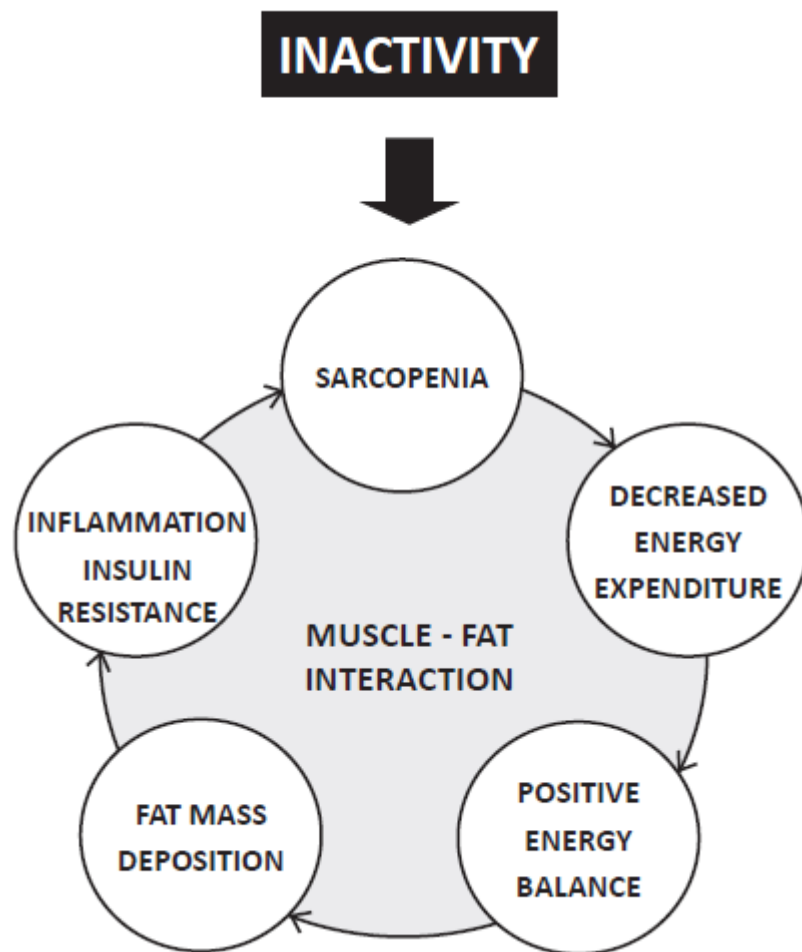 INACTIVITY
SARCOPENIA
DECREASED
ENERGY
EXPENDITURE
POSITIVE
ENERGY
BALANCE
FAT MASS
DEPOSITION
INFLAMMATION
INSULIN
RESISTANCE
MUSCLE - FAT
INTERACTION